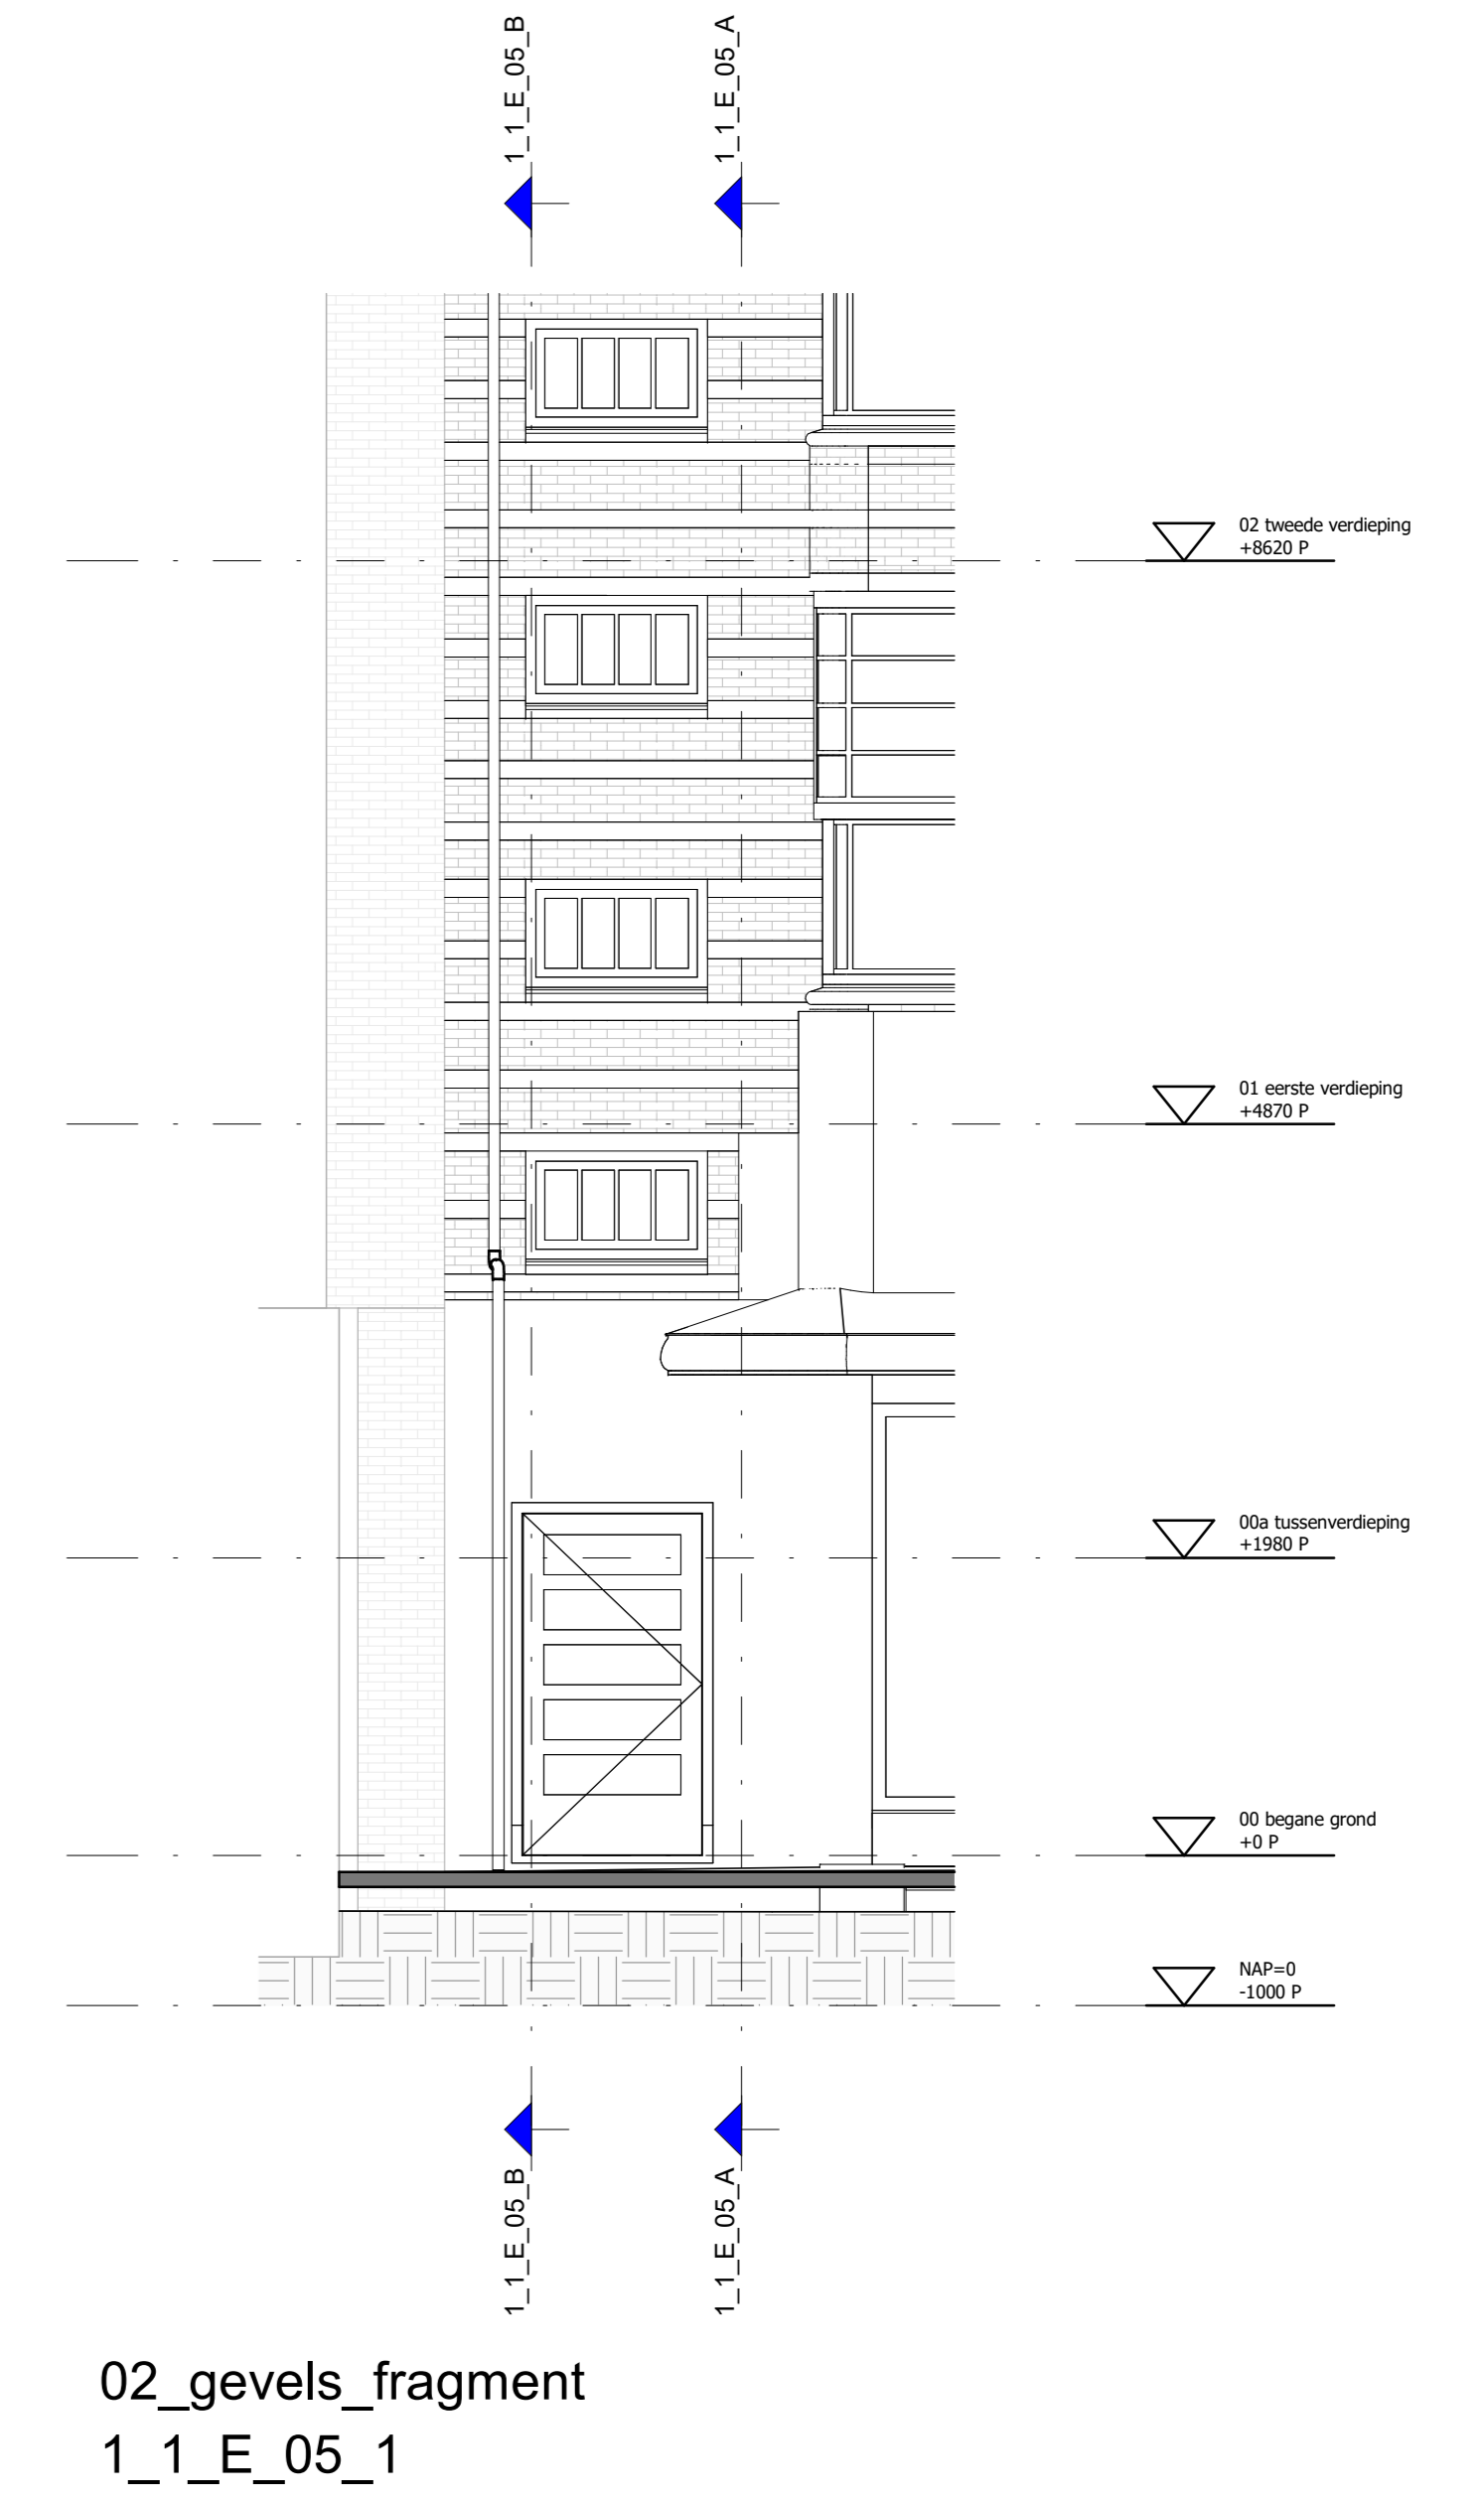 1_1_E_05_B
1_1_E_05_A
02 tweede verdieping
+8620 P
01 eerste verdieping
+4870 P
00a tussenverdieping
+1980 P
00 begane grond
+0 P
NAP=0
-1000 P
1_1_E_05_B
1_1_E_05_A
02_gevels_fragment
1_1_E_05_1